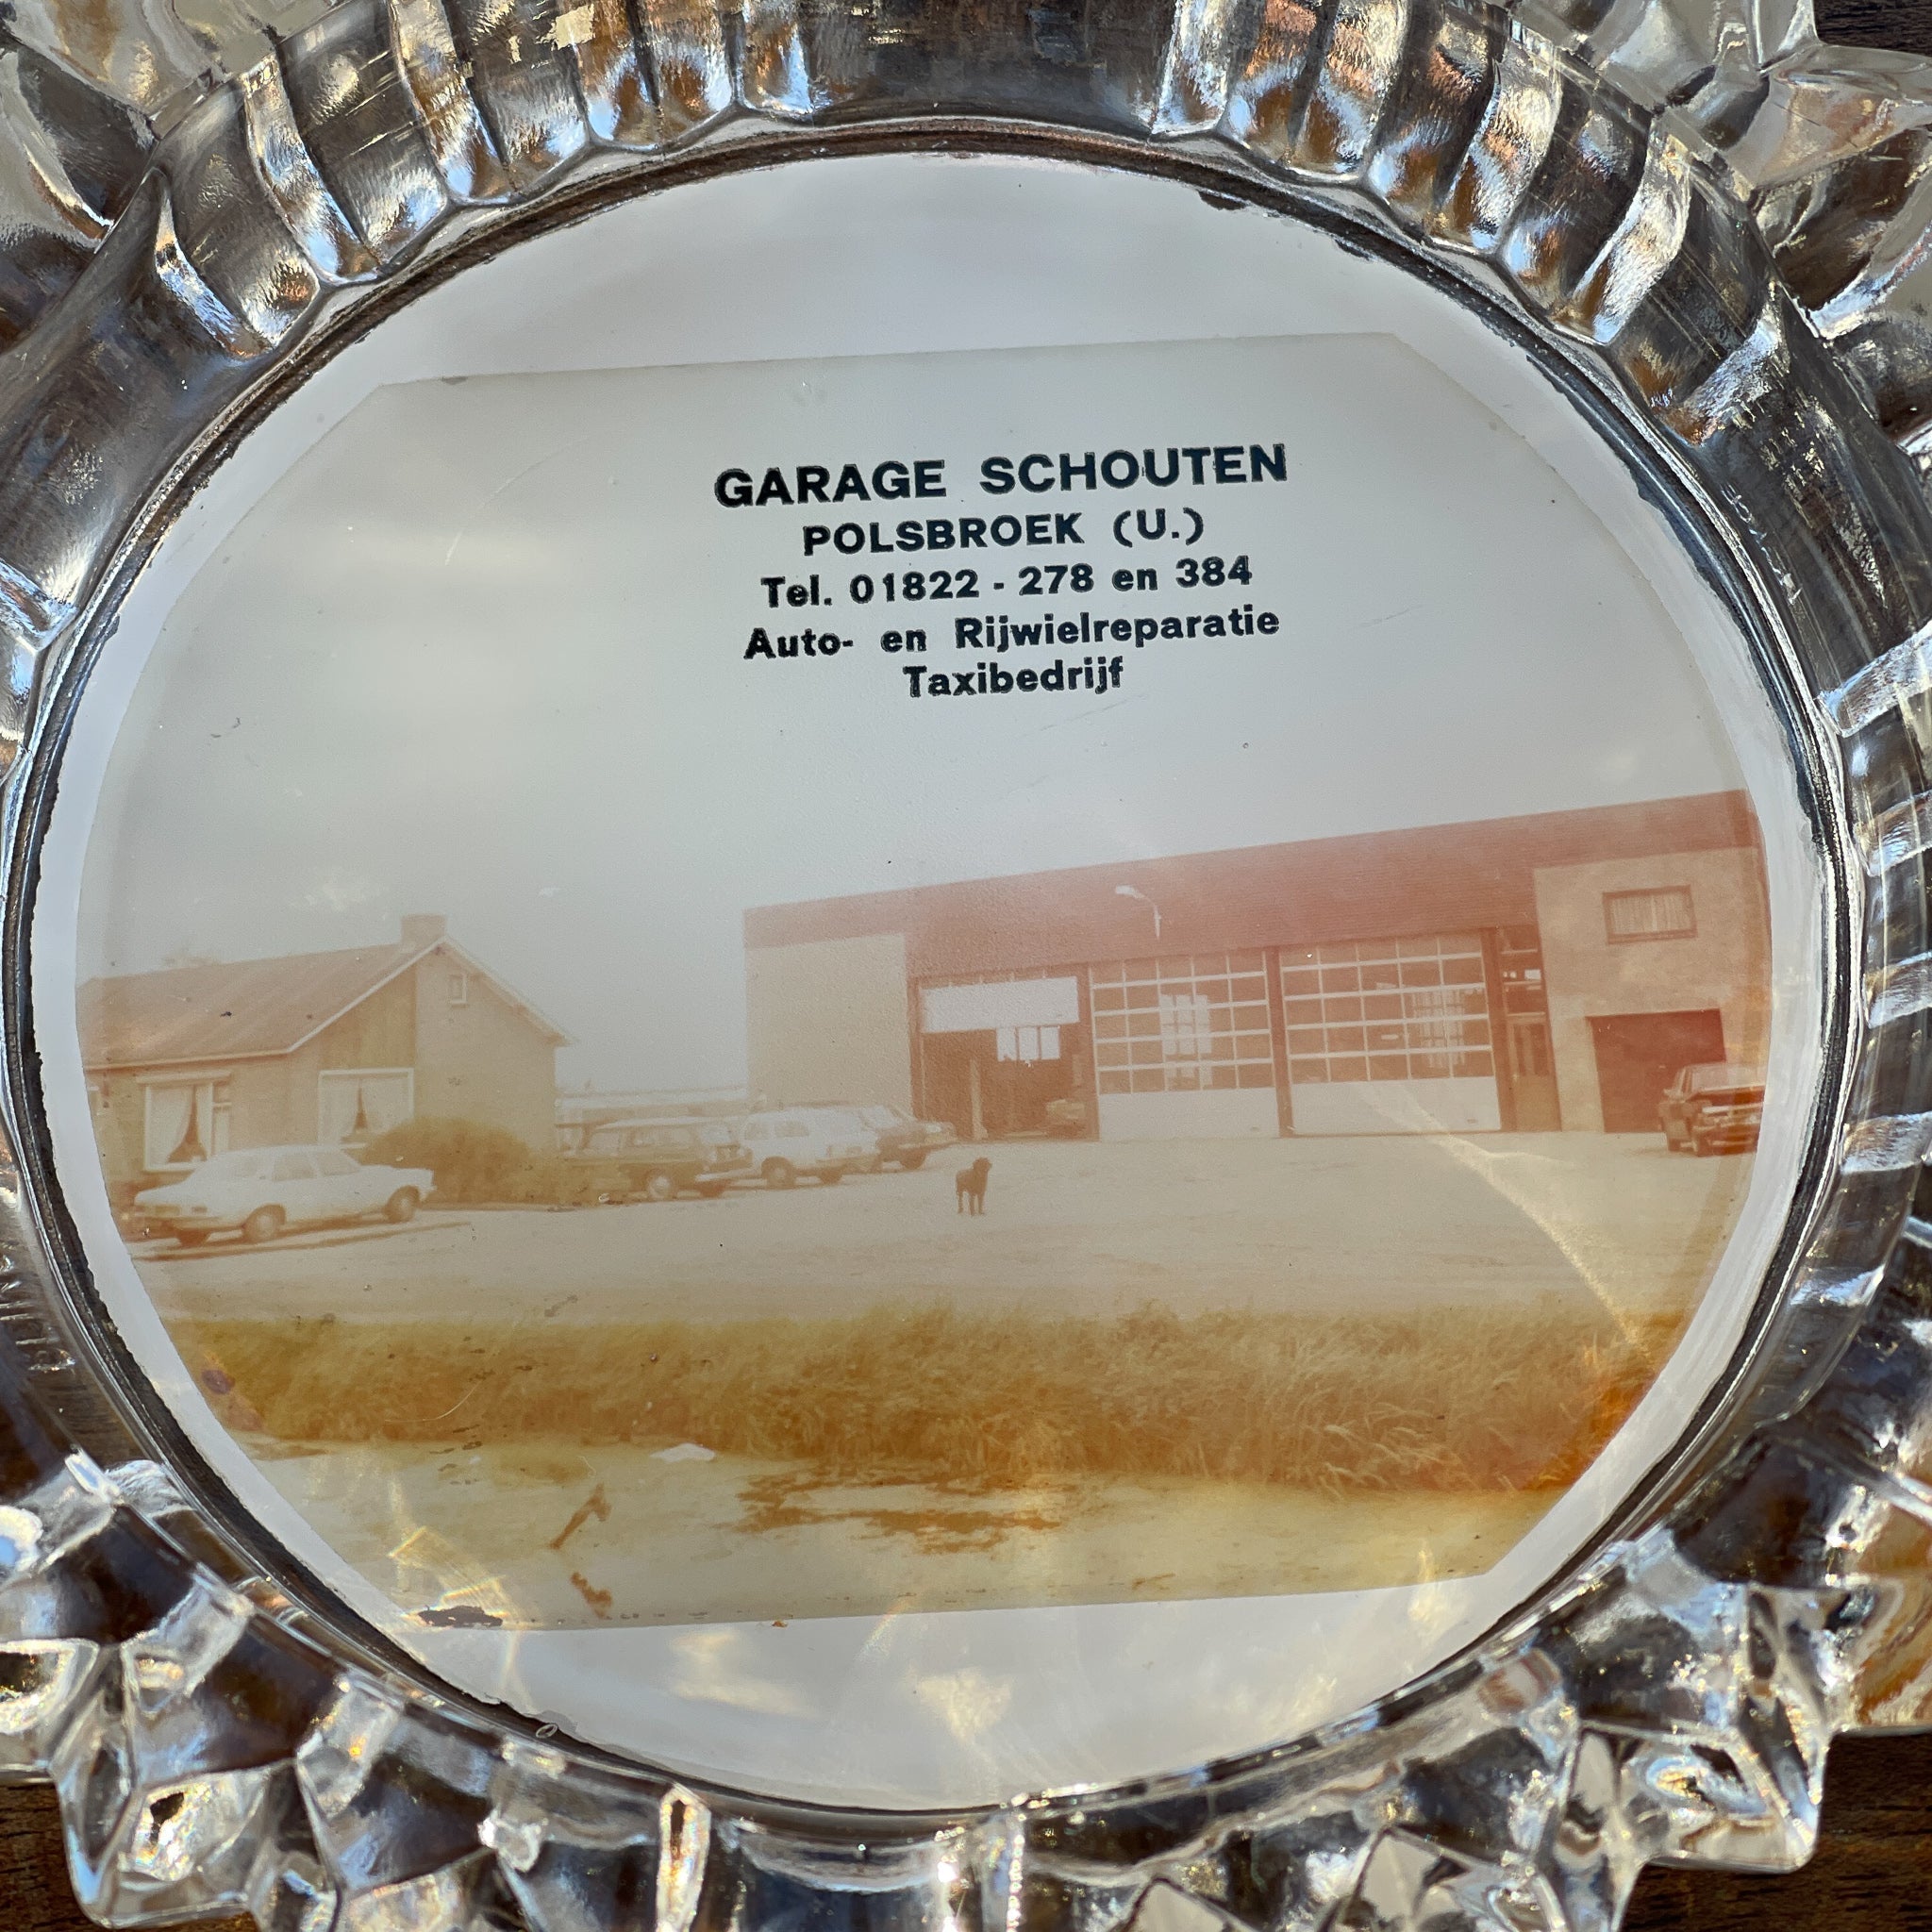 GARAGE SCHOUTEN
POLSBROEK (U.)
Tel. 01822 - 278 en 384
Auto- en Rijwielreparatie
Taxibedrijf